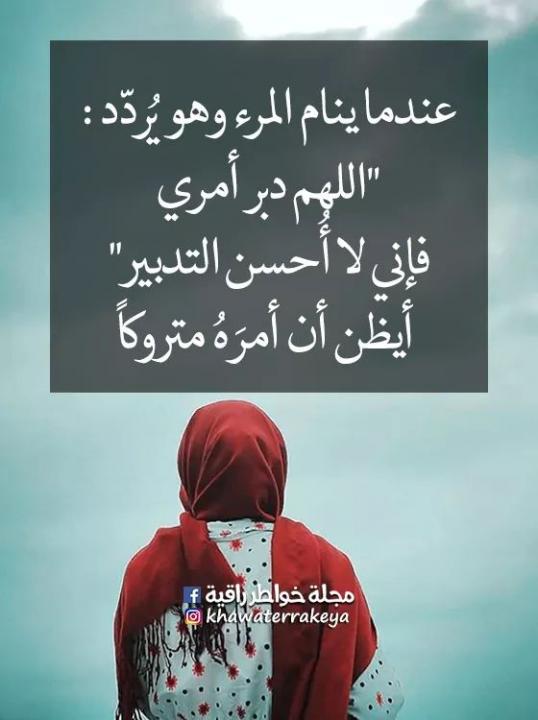 عندما ينام المرء وهو يُردّد :
"اللهم دبر أمري
فإني لا أُحسن التدبير"
أيظن أن أمرَهُ متروكاً
مجلة خواطر راقية
khawaterrakeya